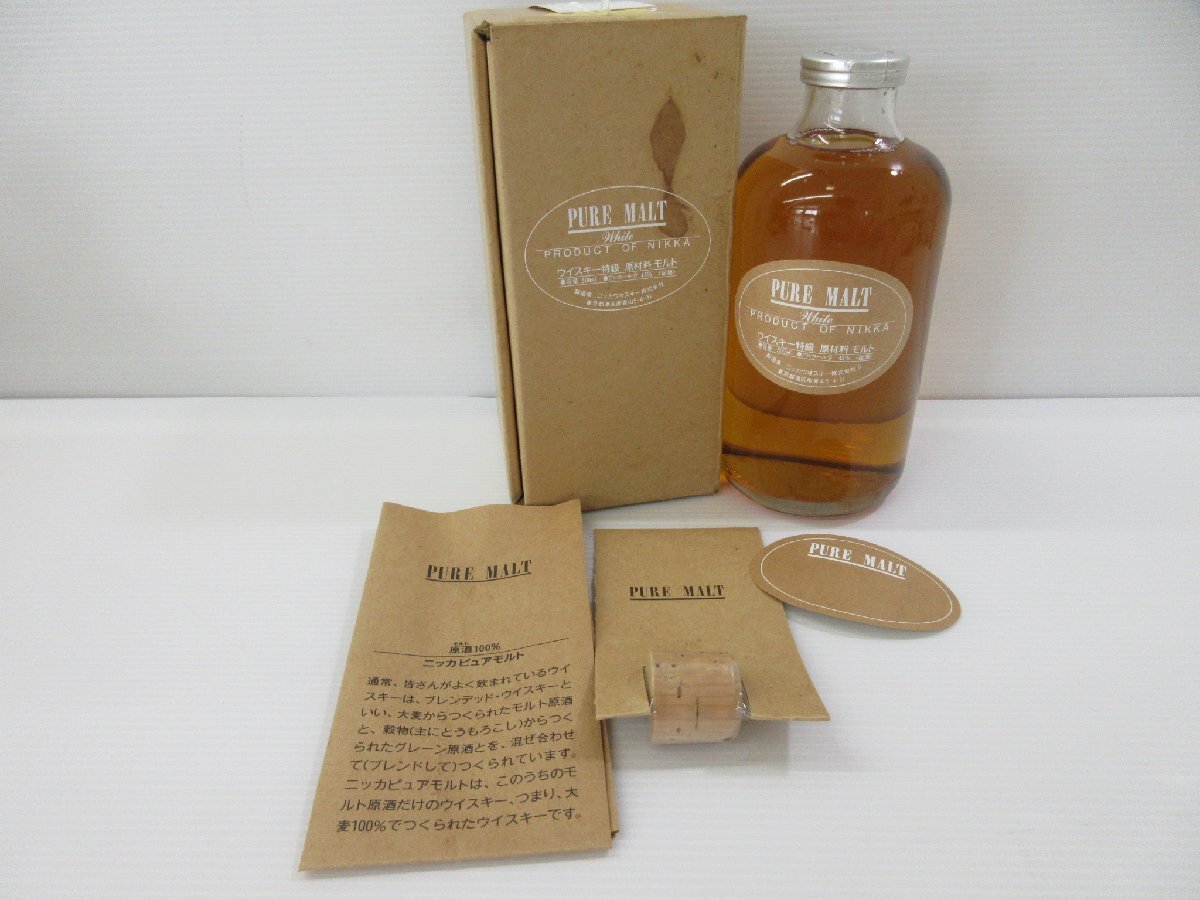 PURE MALT
White
PRODUCT OF NIKKA
ウイスキー特級 原材料 モルト
PURE MALT
White
PRODUCT OF NIKKA
ウイスキー特級 原材料 モルト
PURE MALT
モルト
原酒100%
ニッカ ピュアモルト
通常、皆さんがよく飲まれているウイ
スキーは、ブレンデッド・ウイスキーと
いい、大麦からつくられたモルト原酒
と、穀物(主にとうもろこし)からつく
られたグレーン原酒とを、混ぜ合わせ
て(ブレンドして)つくられています。
ニッカピュアモルトは、このうちのモ
ルト原酒だけのウイスキー、つまり、大
麦100%でつくられたウイスキーです。
PURE MALT
PURE MALT